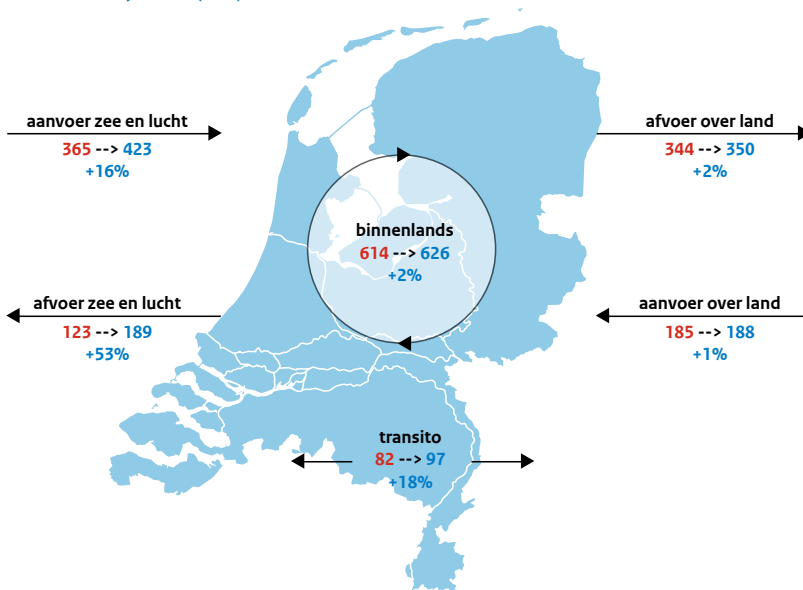 aanvoer zee en lucht
365 --> 423
+16%
afvoer over land
344 --> 350
+2%
binnenlands
614 --> 626
+2%
afvoer zee en lucht
123 --> 189
+53%
aanvoer over land
185 --> 188
+1%
transito
82 --> 97
+18%